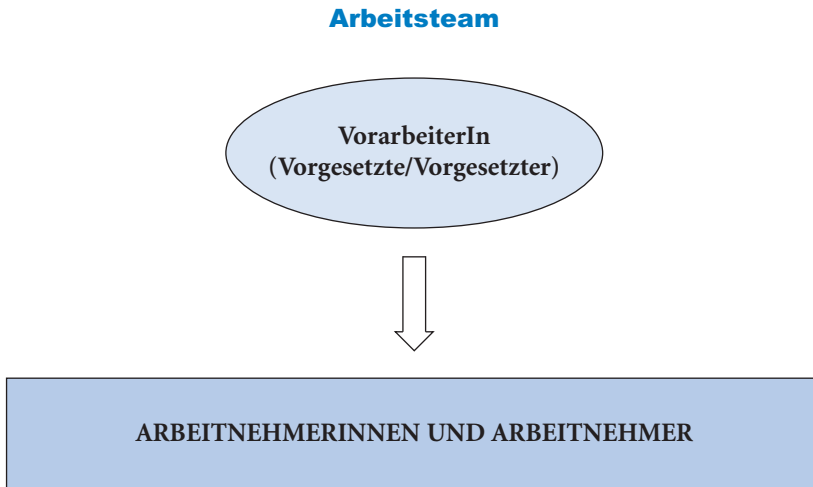 Arbeitsteam
VorarbeiterIn
(Vorgesetzte/Vorgesetzter)
ARBEITNEHMERINNEN UND ARBEITNEHMER